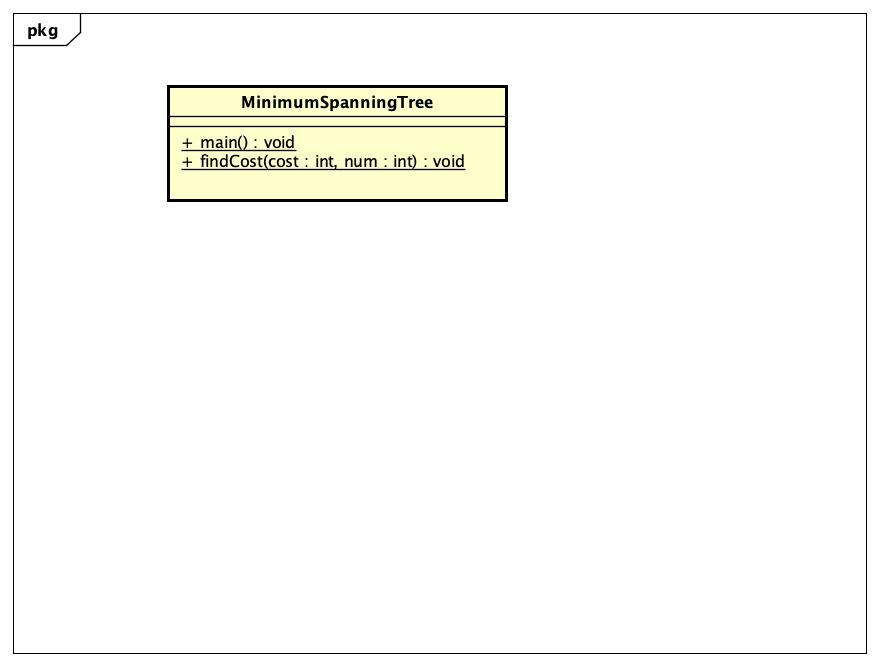 pkg
MinimumSpanningTree
+ main() : void
+ findCost(cost : int, num : int) : void